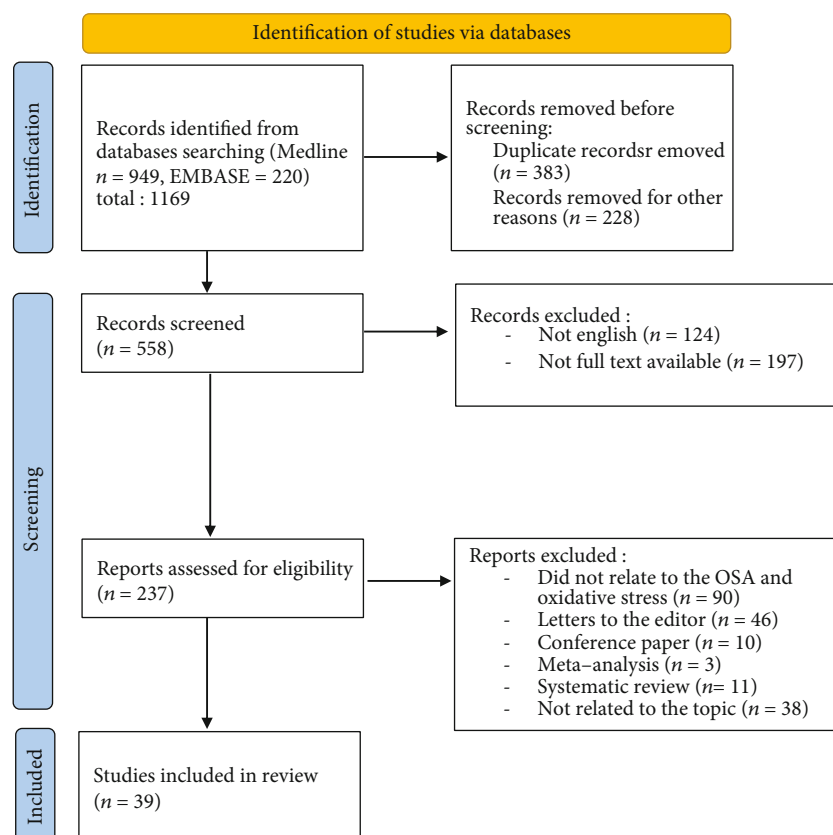 Identification of studies via databases
Identification
Records identified from
databases searching (Medline
n = 949, EMBASE = 220)
total : 1169
Records removed before
screening:
Duplicate recordsr emoved
(n = 383)
Records removed for other
reasons (n = 228)
Screening
Records screened
(n = 558)
Records excluded :
- Not english (n = 124)
- Not full text available (n = 197)
Reports assessed for eligibility
(n = 237)
Reports excluded :
- Did not relate to the OSA and
oxidative stress (n = 90)
- Letters to the editor (n = 46)
- Conference paper (n = 10)
- Meta–analysis (n = 3)
- Systematic review (n= 11)
- Not related to the topic (n = 38)
Included
Studies included in review
(n = 39)